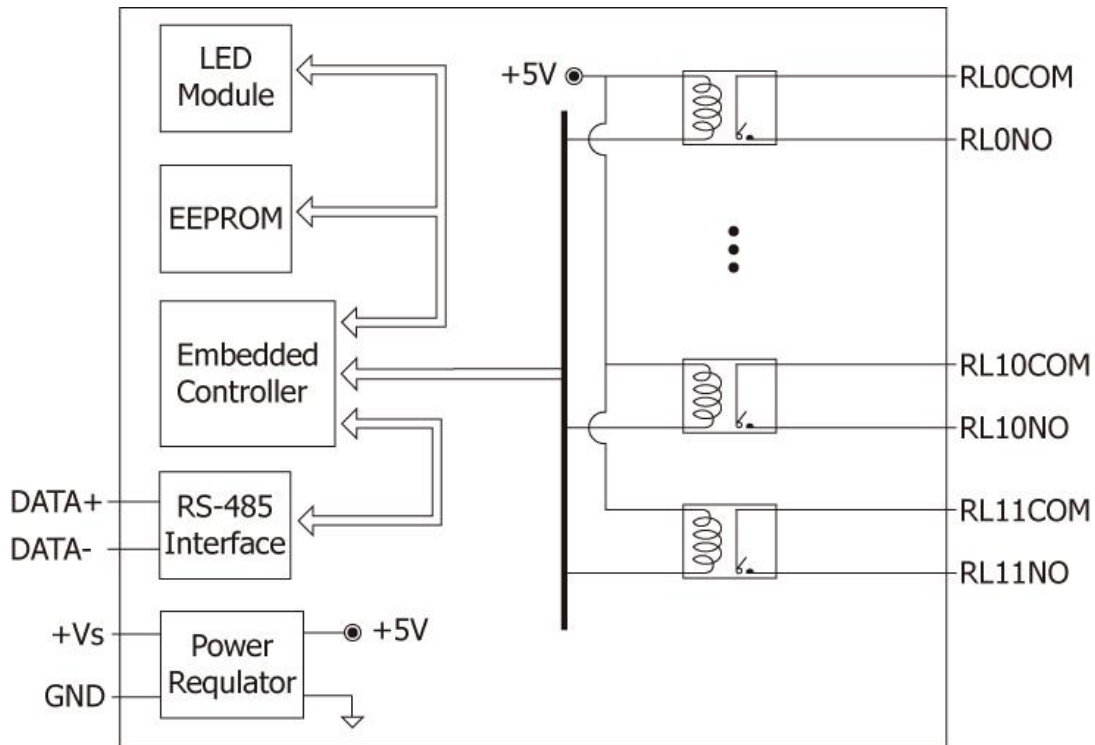 LED
Module
EEPROM
Embedded
Controller
RS-485
Interface
DATA+
DATA-
Power
Requlator
+Vs
GND
+5V
+5V
RL0COM
RL0NO
RL10COM
RL10NO
RL11COM
RL11NO